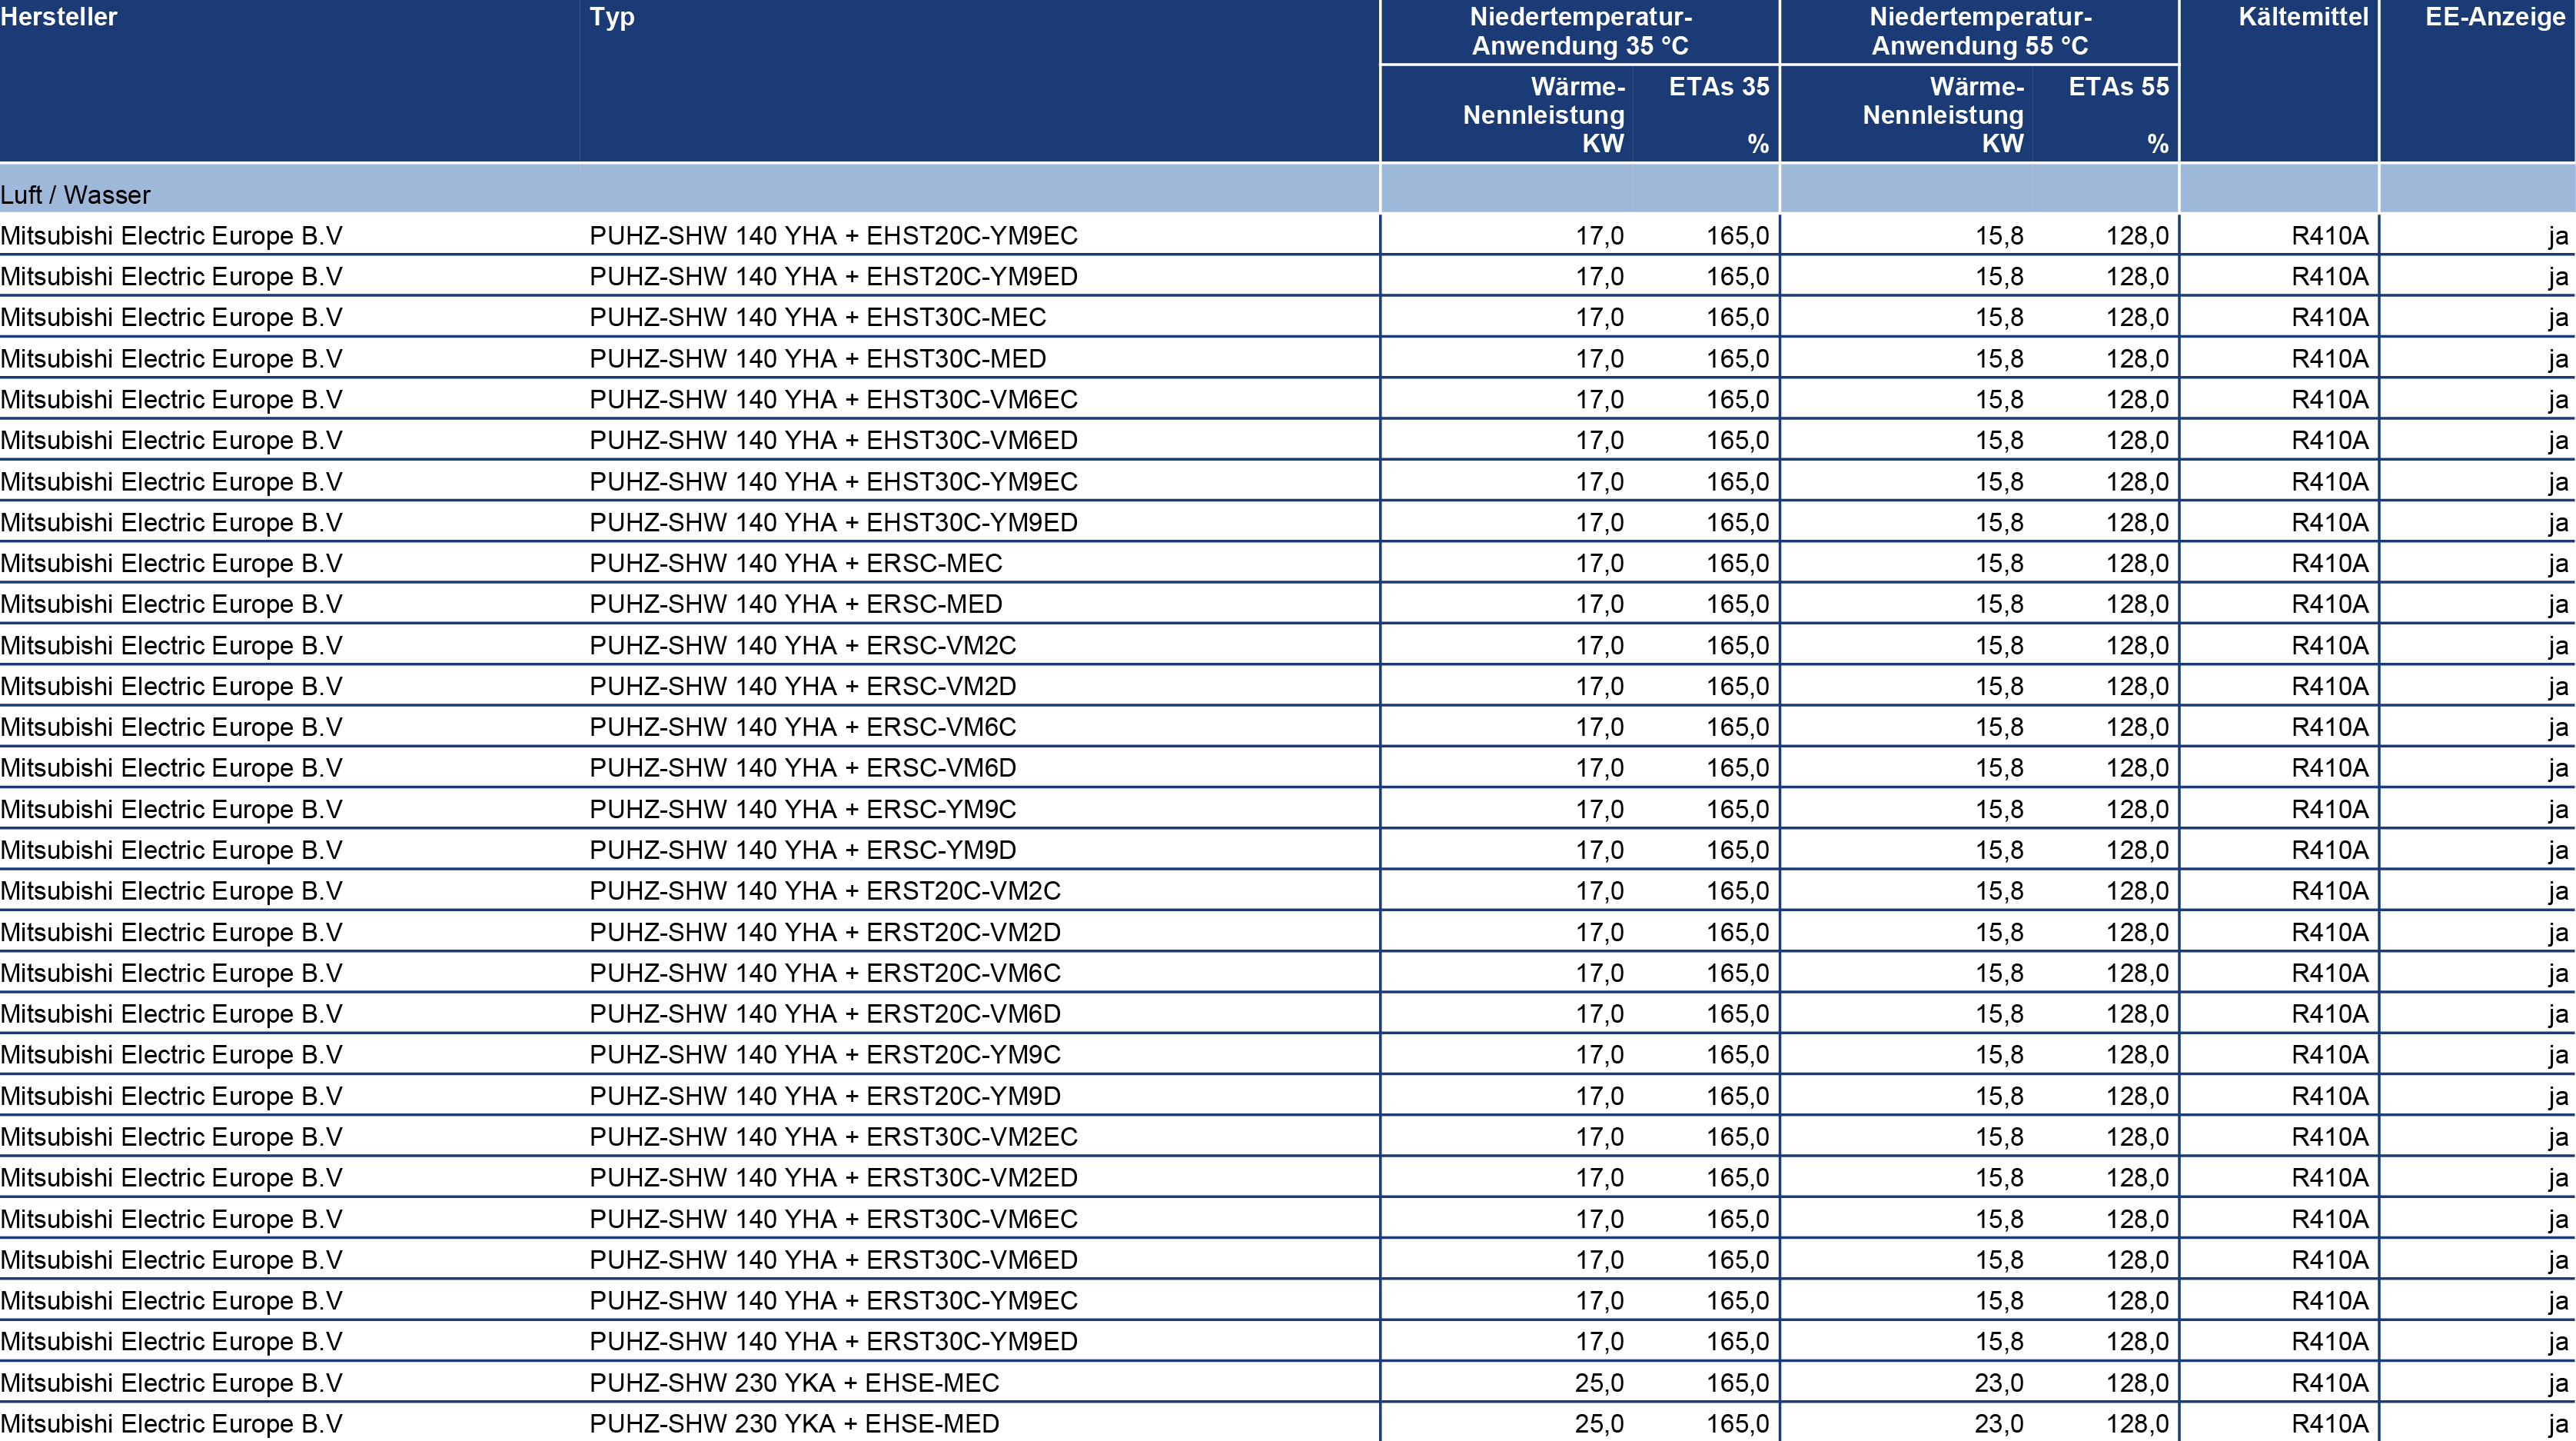 Hersteller Typ Niedertemperatur- Niedertemperatur- Kältemittel EE-Anzeige
Anwendung 35 °C Anwendung 55 °C
Wärme- ETAs 35 Wärme- ETAs 55
Nennleistung Nennleistung
KW % KW %
Luft / Wasser
Mitsubishi Electric Europe B.V PUHZ-SHW 140 YHA + EHST20C-YM9EC 17,0 165,0 15,8 128,0 R410A ja
Mitsubishi Electric Europe B.V PUHZ-SHW 140 YHA + EHST20C-YM9ED 17,0 165,0 15,8 128,0 R410A ja
Mitsubishi Electric Europe B.V PUHZ-SHW 140 YHA + EHST30C-MEC 17,0 165,0 15,8 128,0 R410A ja
Mitsubishi Electric Europe B.V PUHZ-SHW 140 YHA + EHST30C-MED 17,0 165,0 15,8 128,0 R410A ja
Mitsubishi Electric Europe B.V PUHZ-SHW 140 YHA + EHST30C-VM6EC 17,0 165,0 15,8 128,0 R410A ja
Mitsubishi Electric Europe B.V PUHZ-SHW 140 YHA + EHST30C-VM6ED 17,0 165,0 15,8 128,0 R410A ja
Mitsubishi Electric Europe B.V PUHZ-SHW 140 YHA + EHST30C-YM9EC 17,0 165,0 15,8 128,0 R410A ja
Mitsubishi Electric Europe B.V PUHZ-SHW 140 YHA + EHST30C-YM9ED 17,0 165,0 15,8 128,0 R410A ja
Mitsubishi Electric Europe B.V PUHZ-SHW 140 YHA + ERSC-MEC 17,0 165,0 15,8 128,0 R410A ja
Mitsubishi Electric Europe B.V PUHZ-SHW 140 YHA + ERSC-MED 17,0 165,0 15,8 128,0 R410A ja
Mitsubishi Electric Europe B.V PUHZ-SHW 140 YHA + ERSC-VM2C 17,0 165,0 15,8 128,0 R410A ja
Mitsubishi Electric Europe B.V PUHZ-SHW 140 YHA + ERSC-VM2D 17,0 165,0 15,8 128,0 R410A ja
Mitsubishi Electric Europe B.V PUHZ-SHW 140 YHA + ERSC-VM6C 17,0 165,0 15,8 128,0 R410A ja
Mitsubishi Electric Europe B.V PUHZ-SHW 140 YHA + ERSC-VM6D 17,0 165,0 15,8 128,0 R410A ja
Mitsubishi Electric Europe B.V PUHZ-SHW 140 YHA + ERSC-YM9C 17,0 165,0 15,8 128,0 R410A ja
Mitsubishi Electric Europe B.V PUHZ-SHW 140 YHA + ERSC-YM9D 17,0 165,0 15,8 128,0 R410A ja
Mitsubishi Electric Europe B.V PUHZ-SHW 140 YHA + ERST20C-VM2C 17,0 165,0 15,8 128,0 R410A ja
Mitsubishi Electric Europe B.V PUHZ-SHW 140 YHA + ERST20C-VM2D 17,0 165,0 15,8 128,0 R410A ja
Mitsubishi Electric Europe B.V PUHZ-SHW 140 YHA + ERST20C-VM6C 17,0 165,0 15,8 128,0 R410A ja
Mitsubishi Electric Europe B.V PUHZ-SHW 140 YHA + ERST20C-VM6D 17,0 165,0 15,8 128,0 R410A ja
Mitsubishi Electric Europe B.V PUHZ-SHW 140 YHA + ERST20C-YM9C 17,0 165,0 15,8 128,0 R410A ja
Mitsubishi Electric Europe B.V PUHZ-SHW 140 YHA + ERST20C-YM9D 17,0 165,0 15,8 128,0 R410A ja
Mitsubishi Electric Europe B.V PUHZ-SHW 140 YHA + ERST30C-VM2EC 17,0 165,0 15,8 128,0 R410A ja
Mitsubishi Electric Europe B.V PUHZ-SHW 140 YHA + ERST30C-VM2ED 17,0 165,0 15,8 128,0 R410A ja
Mitsubishi Electric Europe B.V PUHZ-SHW 140 YHA + ERST30C-VM6EC 17,0 165,0 15,8 128,0 R410A ja
Mitsubishi Electric Europe B.V PUHZ-SHW 140 YHA + ERST30C-VM6ED 17,0 165,0 15,8 128,0 R410A ja
Mitsubishi Electric Europe B.V PUHZ-SHW 140 YHA + ERST30C-YM9EC 17,0 165,0 15,8 128,0 R410A ja
Mitsubishi Electric Europe B.V PUHZ-SHW 140 YHA + ERST30C-YM9ED 17,0 165,0 15,8 128,0 R410A ja
Mitsubishi Electric Europe B.V PUHZ-SHW 230 YKA + EHSE-MEC 25,0 165,0 23,0 128,0 R410A ja
Mitsubishi Electric Europe B.V PUHZ-SHW 230 YKA + EHSE-MED 25,0 165,0 23,0 128,0 R410A ja